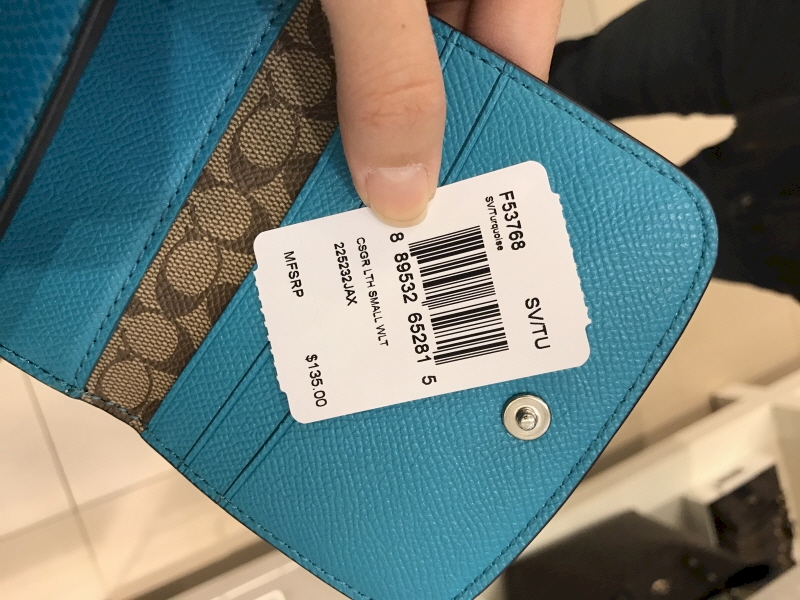 F53768
SV/TU
SV/Turquoise
8 89532 65281 5
CSGR LTH SMALL WLT
225232JAX
MFSRP
$135.00